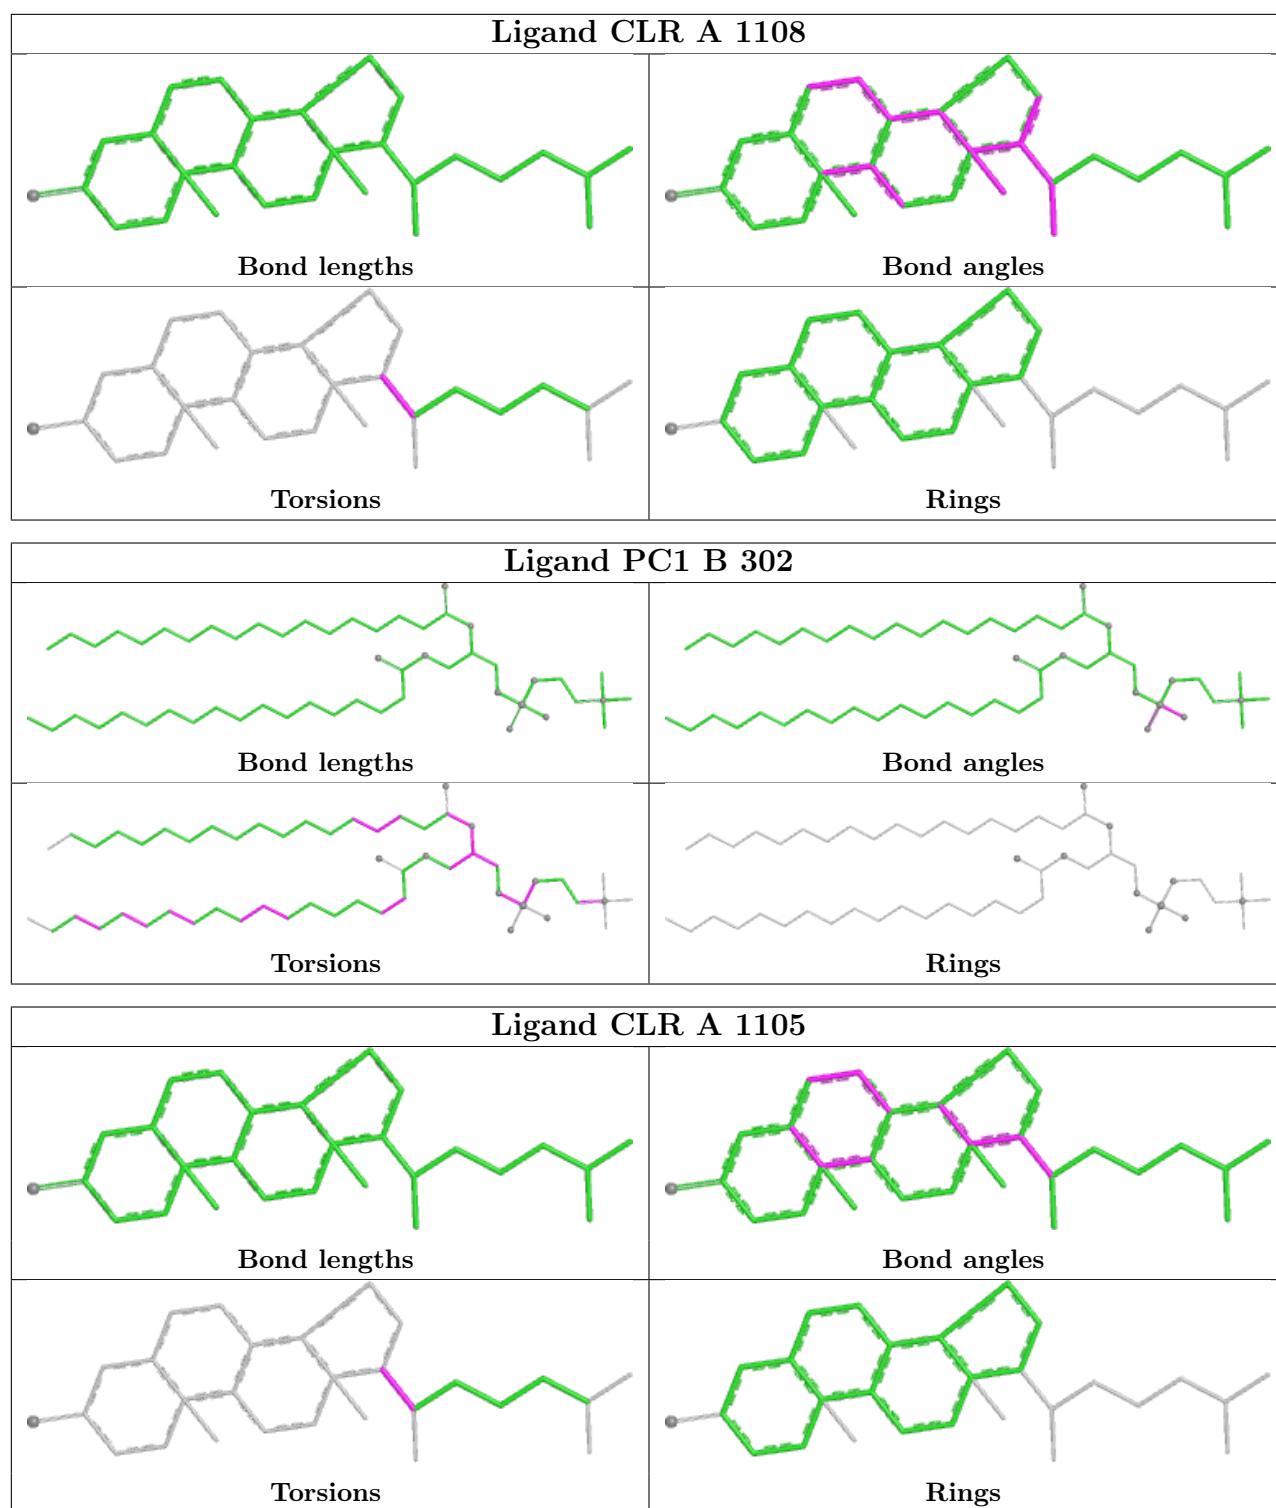 Ligand CLR A 1108
Bond lengths
Bond angles
Torsions
Rings
Ligand PC1 B 302
Bond lengths
Bond angles
Torsions
Rings
Ligand CLR A 1105
Bond lengths
Bond angles
Torsions
Rings